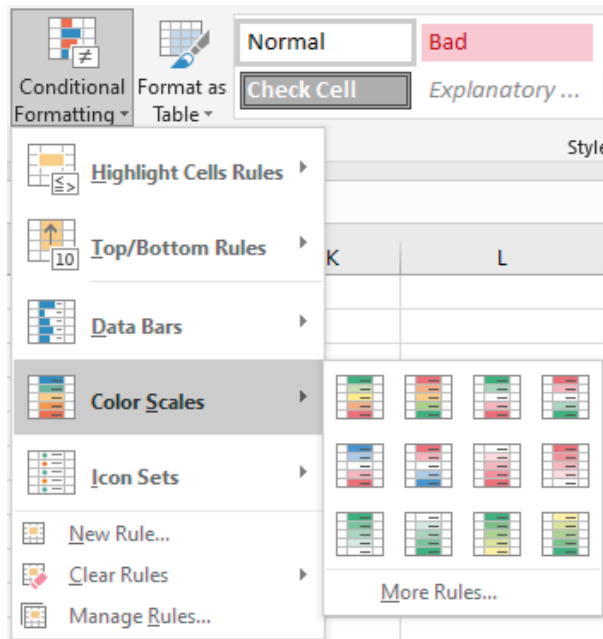 Conditional
Formatting
Format as
Table
Normal
Bad
Check Cell
Explanatory ...
Style
Highlight Cells Rules
Top/Bottom Rules
10
K
L
Data Bars
Color Scales
Icon Sets
New Rule...
Clear Rules
Manage Rules...
More Rules...